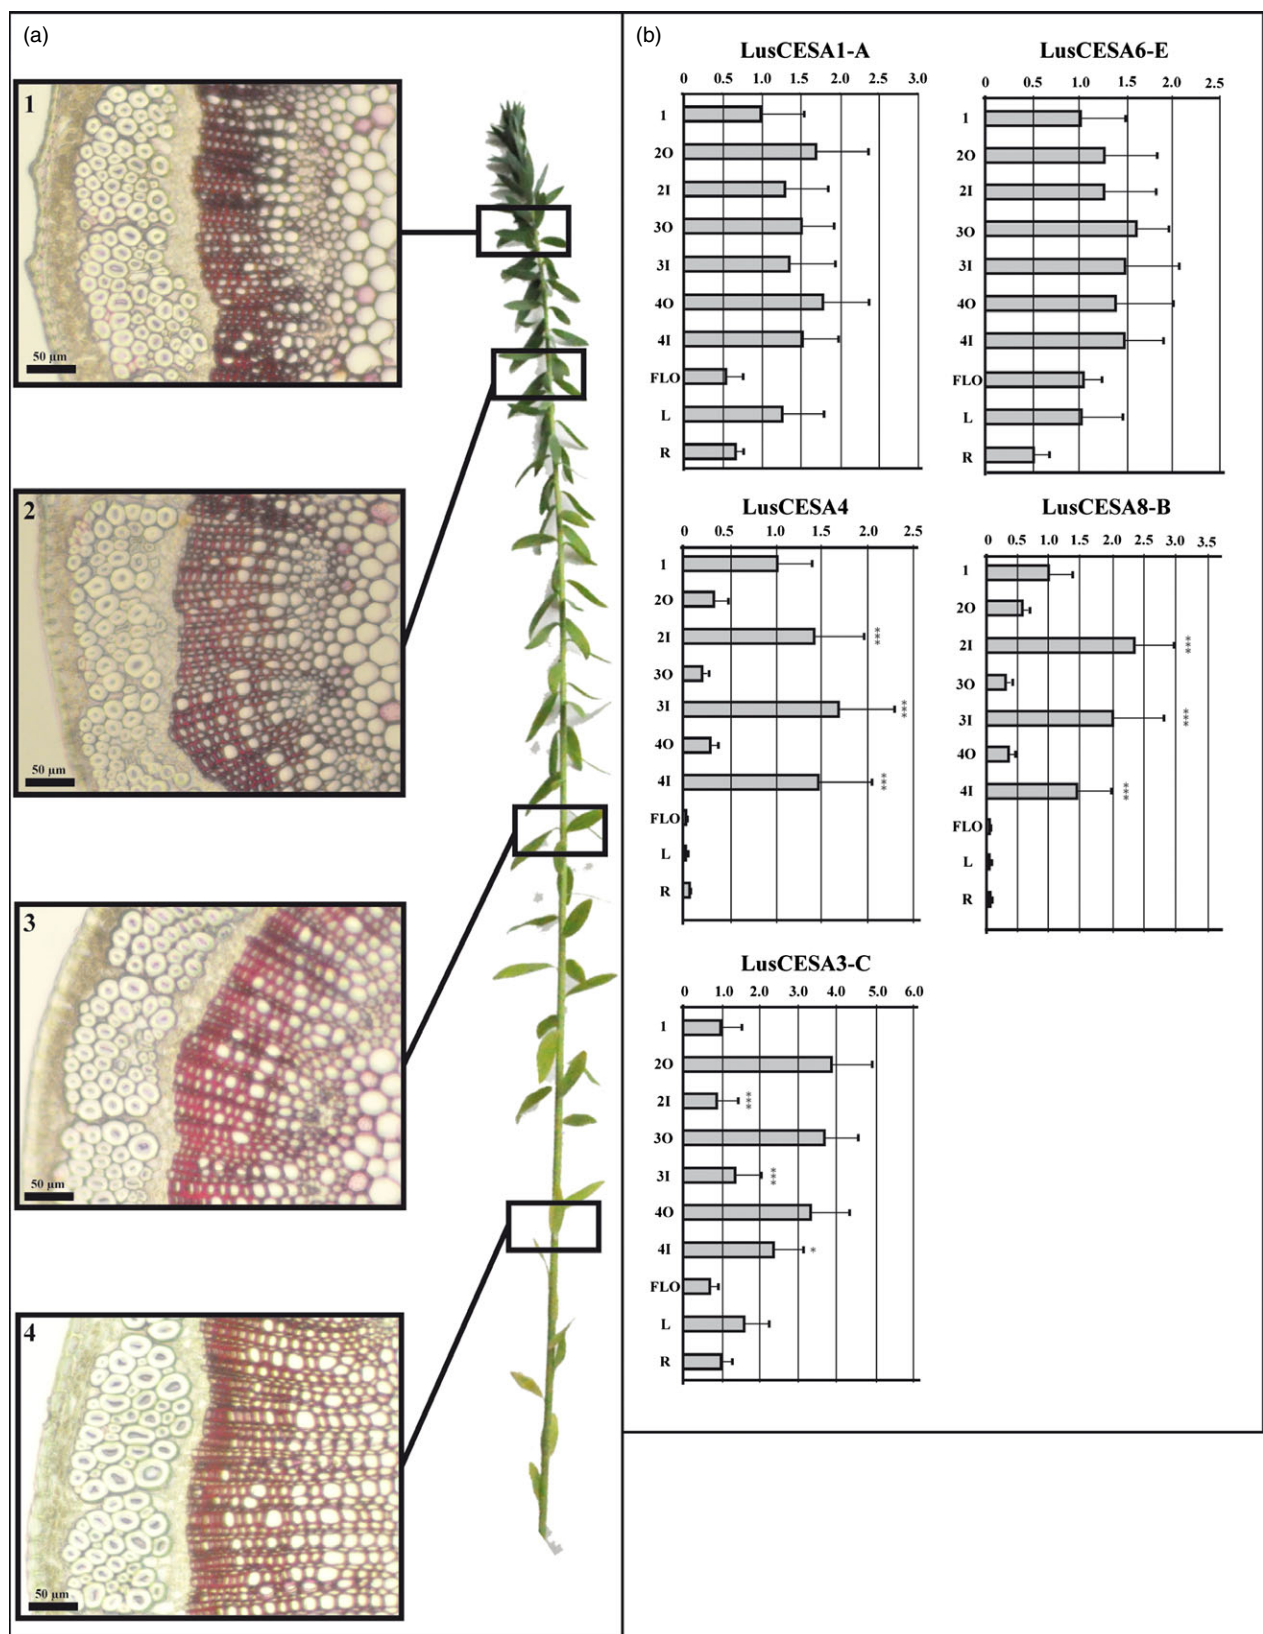 (a)
1
50 µm
2
50 µm
3
50 µm
4
50 µm
(b)
LusCESA1-A
0 0.5 1.0 1.5 2.0 2.5 3.0
1
2O
2I
3O
3I
4O
4I
FLO
L
R
LusCESA6-E
0 0.5 1.0 1.5 2.0 2.5
1
2O
2I
3O
3I
4O
4I
FLO
L
R
LusCESA4
0 0.5 1.0 1.5 2.0 2.5
1
2O
2I ***
3O
3I ***
4O
4I ***
FLO
L
R
LusCESA8-B
0 0.5 1.0 1.5 2.0 2.5 3.0 3.5
1
2O
2I ***
3O
3I ***
4O
4I ***
FLO
L
R
LusCESA3-C
0 1.0 2.0 3.0 4.0 5.0 6.0
1
2O
2I ***
3O
3I ***
4O
4I *
FLO
L
R